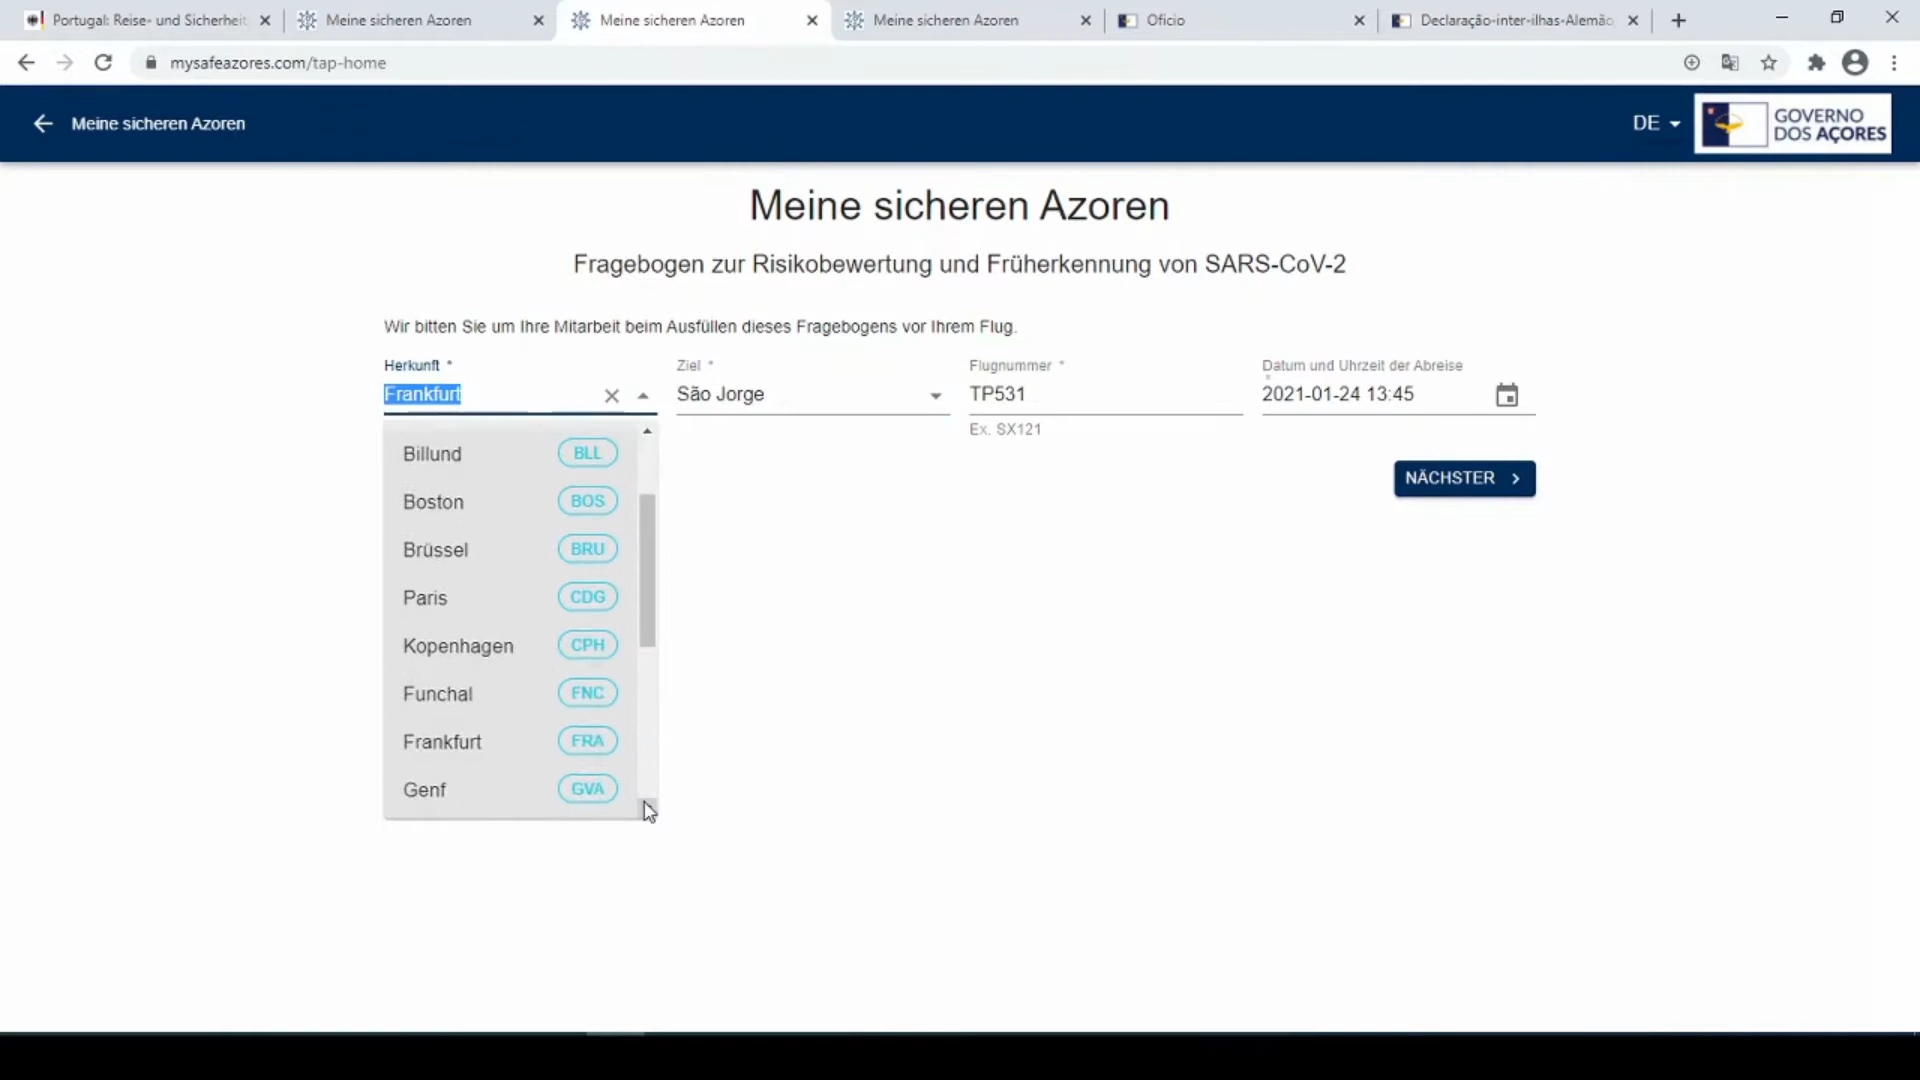 Portugal: Reise- und Sicherheit
Meine sicheren Azoren
Meine sicheren Azoren
Meine sicheren Azoren
Oficio
Declaração-inter-ilhas-Alemão
mysafeazores.com/tap-home
Meine sicheren Azoren
DE
GOVERNO
DOS AÇORES
Meine sicheren Azoren
Fragebogen zur Risikobewertung und Früherkennung von SARS-CoV-2
Wir bitten Sie um Ihre Mitarbeit beim Ausfüllen dieses Fragebogens vor Ihrem Flug.
Herkunft *
Frankfurt
Ziel *
São Jorge
Flugnummer *
TP531
Ex. SX121
Datum und Uhrzeit der Abreise *
2021-01-24 13:45
NÄCHSTER
Billund BLL
Boston BOS
Brüssel BRU
Paris CDG
Kopenhagen CPH
Funchal FNC
Frankfurt FRA
Genf GVA